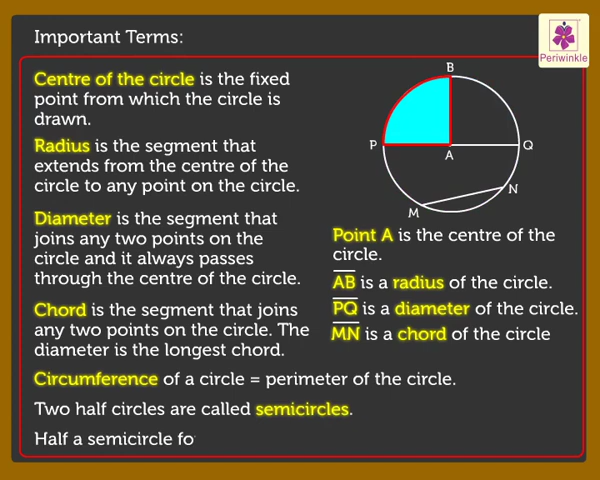 Important Terms:
Periwinkle
Centre of the circle is the fixed
point from which the circle is
drawn.
Radius is the segment that
extends from the centre of the
circle to any point on the circle.
Diameter is the segment that
joins any two points on the
circle and it always passes
through the centre of the circle.
Chord is the segment that joins
any two points on the circle. The
diameter is the longest chord.
B
P
A
Q
N
M
Point A is the centre of the
circle.
AB is a radius of the circle.
PQ is a diameter of the circle.
MN is a chord of the circle
Circumference of a circle = perimeter of the circle.
Two half circles are called semicircles.
Half a semicircle fo